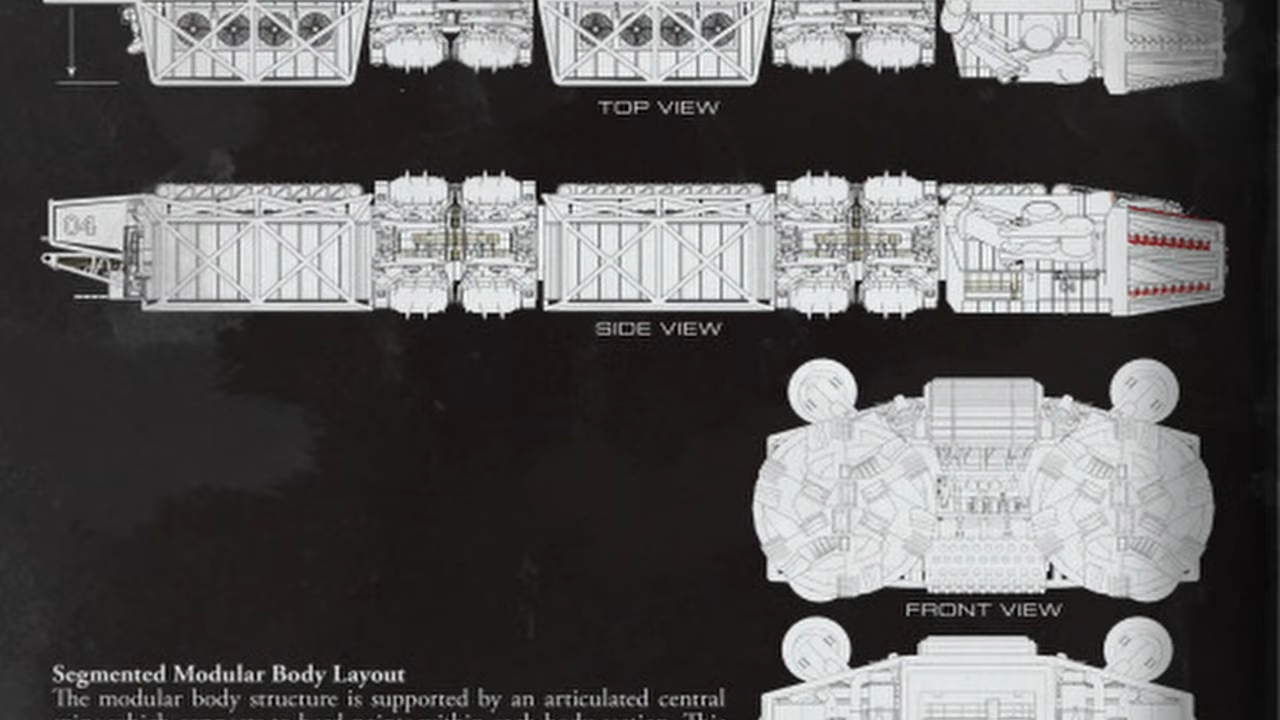 TOP VIEW
04
SIDE VIEW
FRONT VIEW
Segmented Modular Body Layout
The modular body structure is supported by an articulated central
This